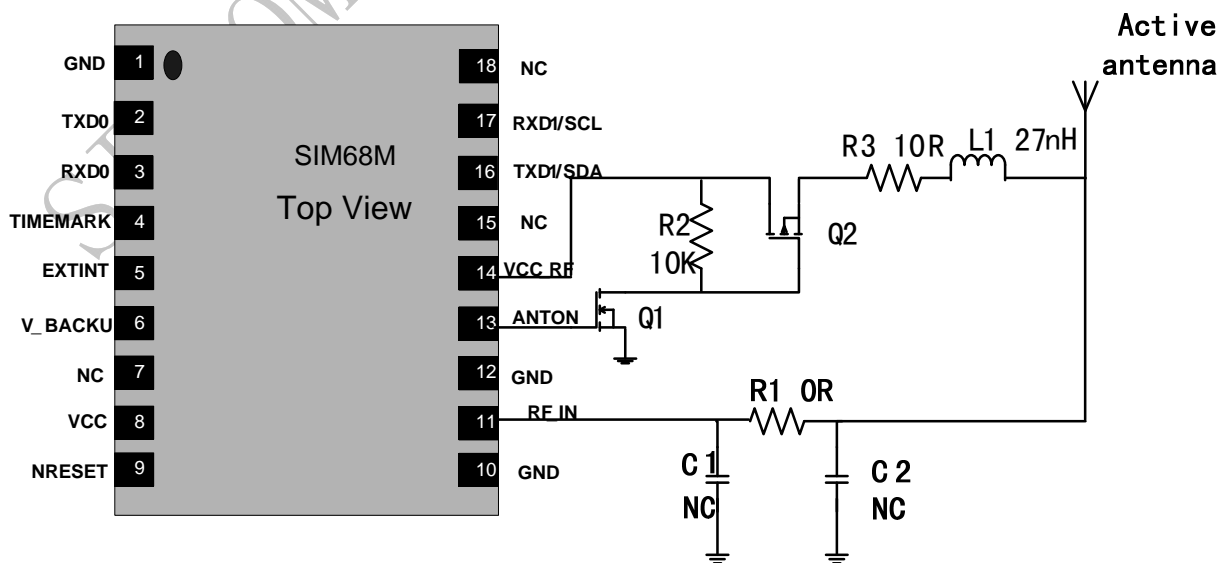 Active
antenna
GND 1
TXD0 2
RXD0 3
TIMEMARK 4
EXTINT 5
V_BACKU 6
NC 7
VCC 8
NRESET 9
SIM68M
Top View
18 NC
17 RXD1/SCL
16 TXD1/SDA
15 NC
14 VCC_RF
13 ANTON
12 GND
11 RF_IN
10 GND
R3 10R
L1 27nH
R2
10K
Q2
Q1
R1 0R
C1
NC
C2
NC